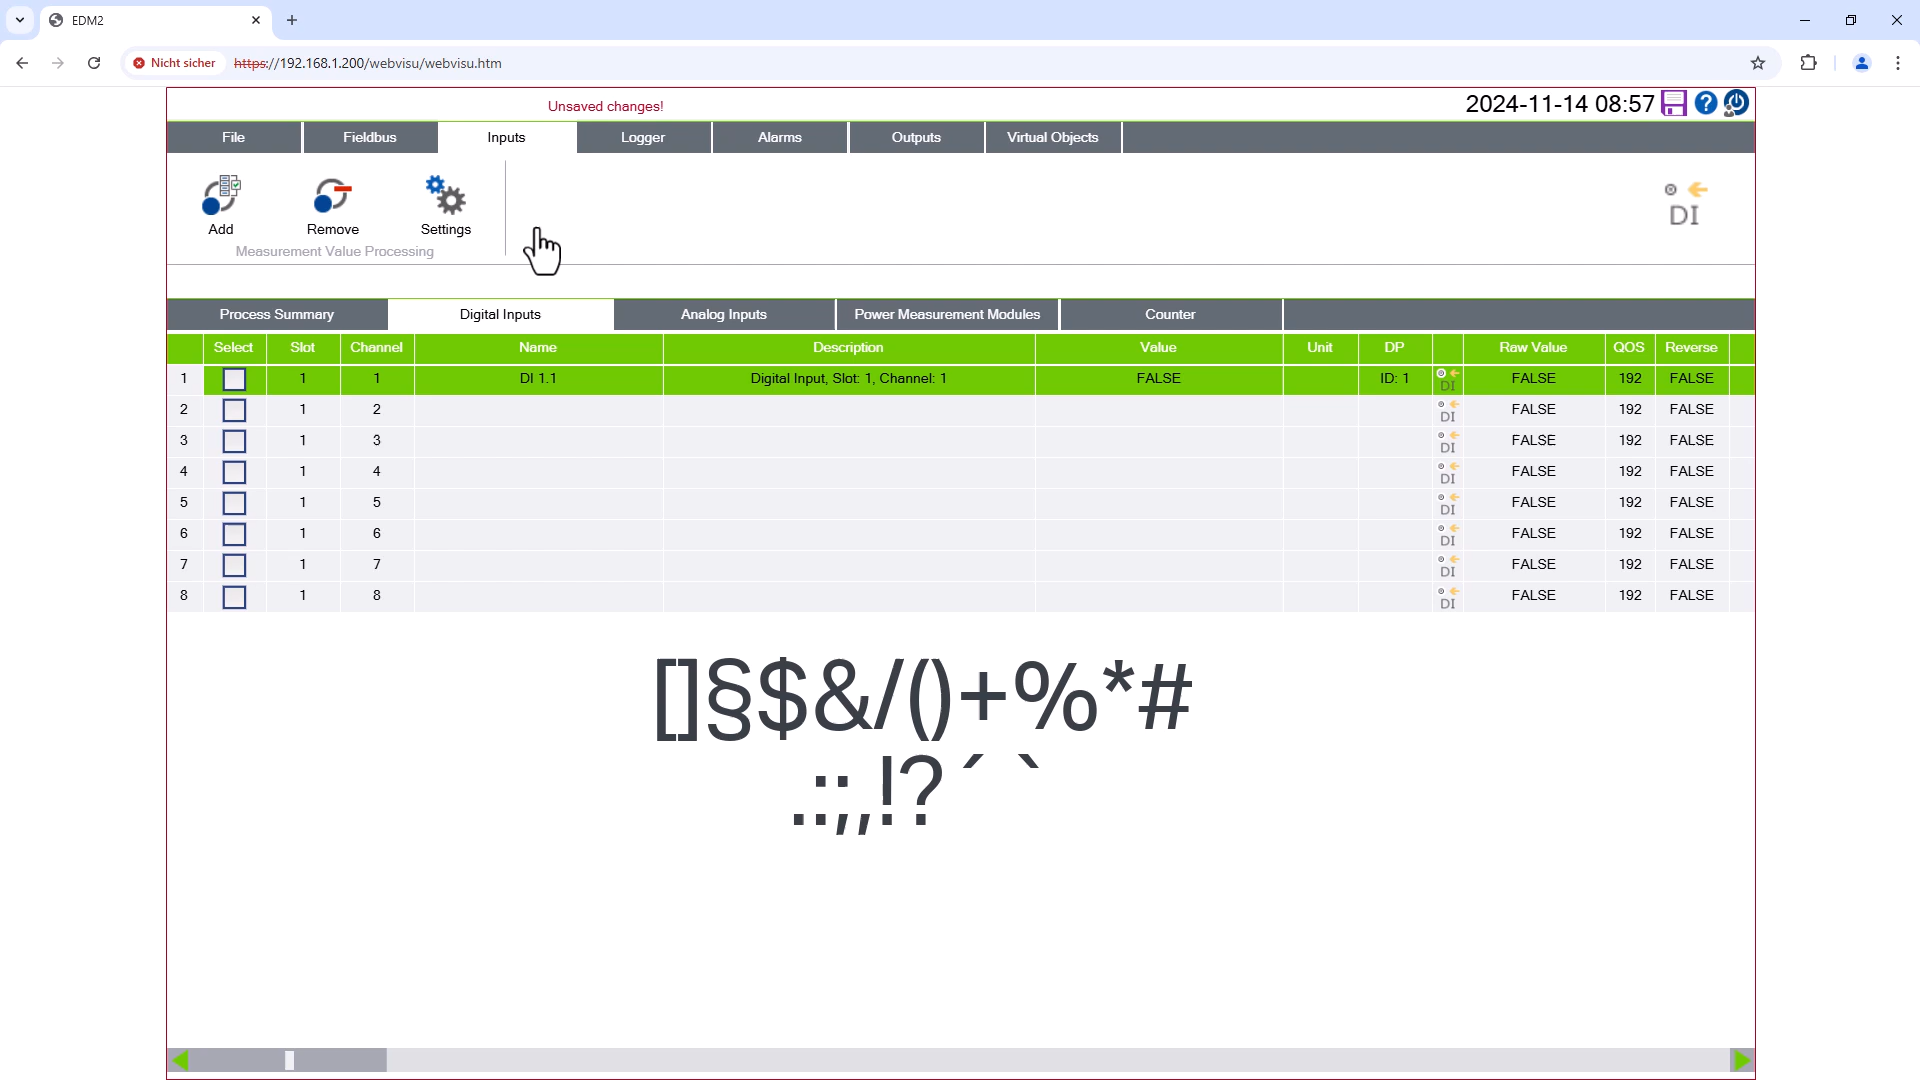 EDM2
Nicht sicher https://192.168.1.200/webvisu/webvisu.htm
Unsaved changes! 2024-11-14 08:57 ?
File Fieldbus Inputs Logger Alarms Outputs Virtual Objects
Add Remove Settings DI
Measurement Value Processing
Process Summary Digital Inputs Analog Inputs Power Measurement Modules Counter
Select Slot Channel Name Description Value Unit DP Raw Value QOS Reverse
1 1 1 DI 1.1 Digital Input, Slot: 1, Channel: 1 FALSE ID: 1 DI FALSE 192 FALSE
2 1 2 DI FALSE 192 FALSE
3 1 3 DI FALSE 192 FALSE
4 1 4 DI FALSE 192 FALSE
5 1 5 DI FALSE 192 FALSE
6 1 6 DI FALSE 192 FALSE
7 1 7 DI FALSE 192 FALSE
8 1 8 DI FALSE 192 FALSE
[]§$&/()+%*#
.:;,!?´ `